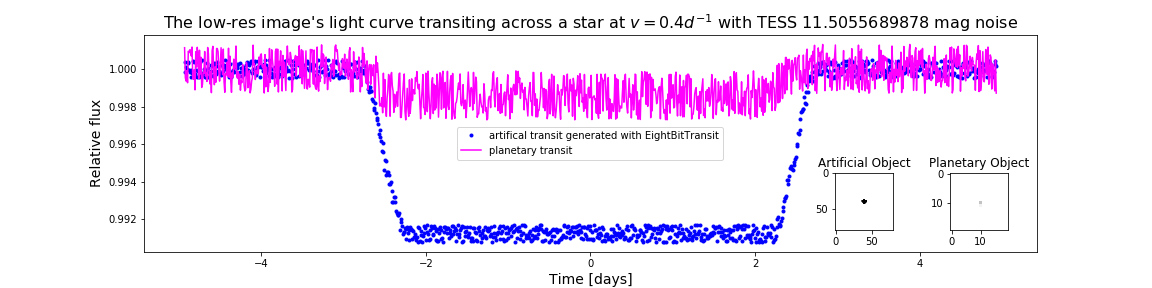 The low-res image's light curve transiting across a star at v = 0.4d⁻¹ with TESS 11.5055689878 mag noise
Relative flux
1.000
0.998
0.996
0.994
0.992
artifical transit generated with EightBitTransit
planetary transit
Artificial Object
0
50
0 50
Planetary Object
0
10
0 10
−4 −2 0 2 4
Time [days]